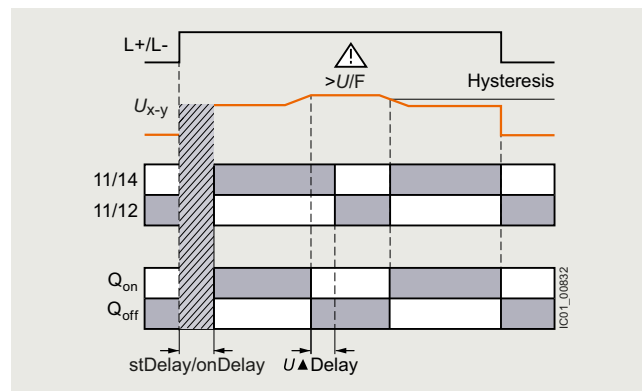 L+/L-
>U/F
Hysteresis
Ux-y
11/14
11/12
Qon
Qoff
IC01_00832
stDelay/onDelay
U▲Delay